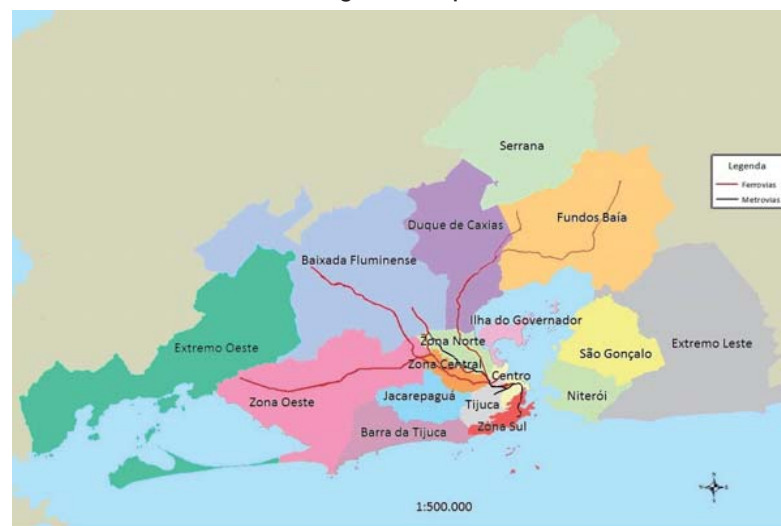 Serrana
Legenda
Ferrovias
Metrovias
Duque de Caxias
Fundos Baía
Baixada Fluminense
Ilha do Governador
Extremo Oeste
Zona Norte
São Gonçalo
Extremo Leste
Zona Central
Centro
Zona Oeste
Jacarepaguá
Tijuca
Niterói
Zona Sul
Barra da Tijuca
1:500.000